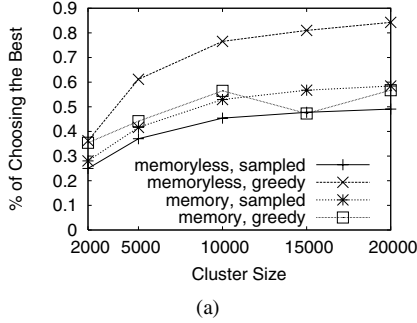 0.9
0.8
0.7
0.6
0.5
0.4
0.3
0.2
0.1
0
% of Choosing the Best
memoryless, sampled
memoryless, greedy
memory, sampled
memory, greedy
2000 5000 10000 15000 20000
Cluster Size
(a)